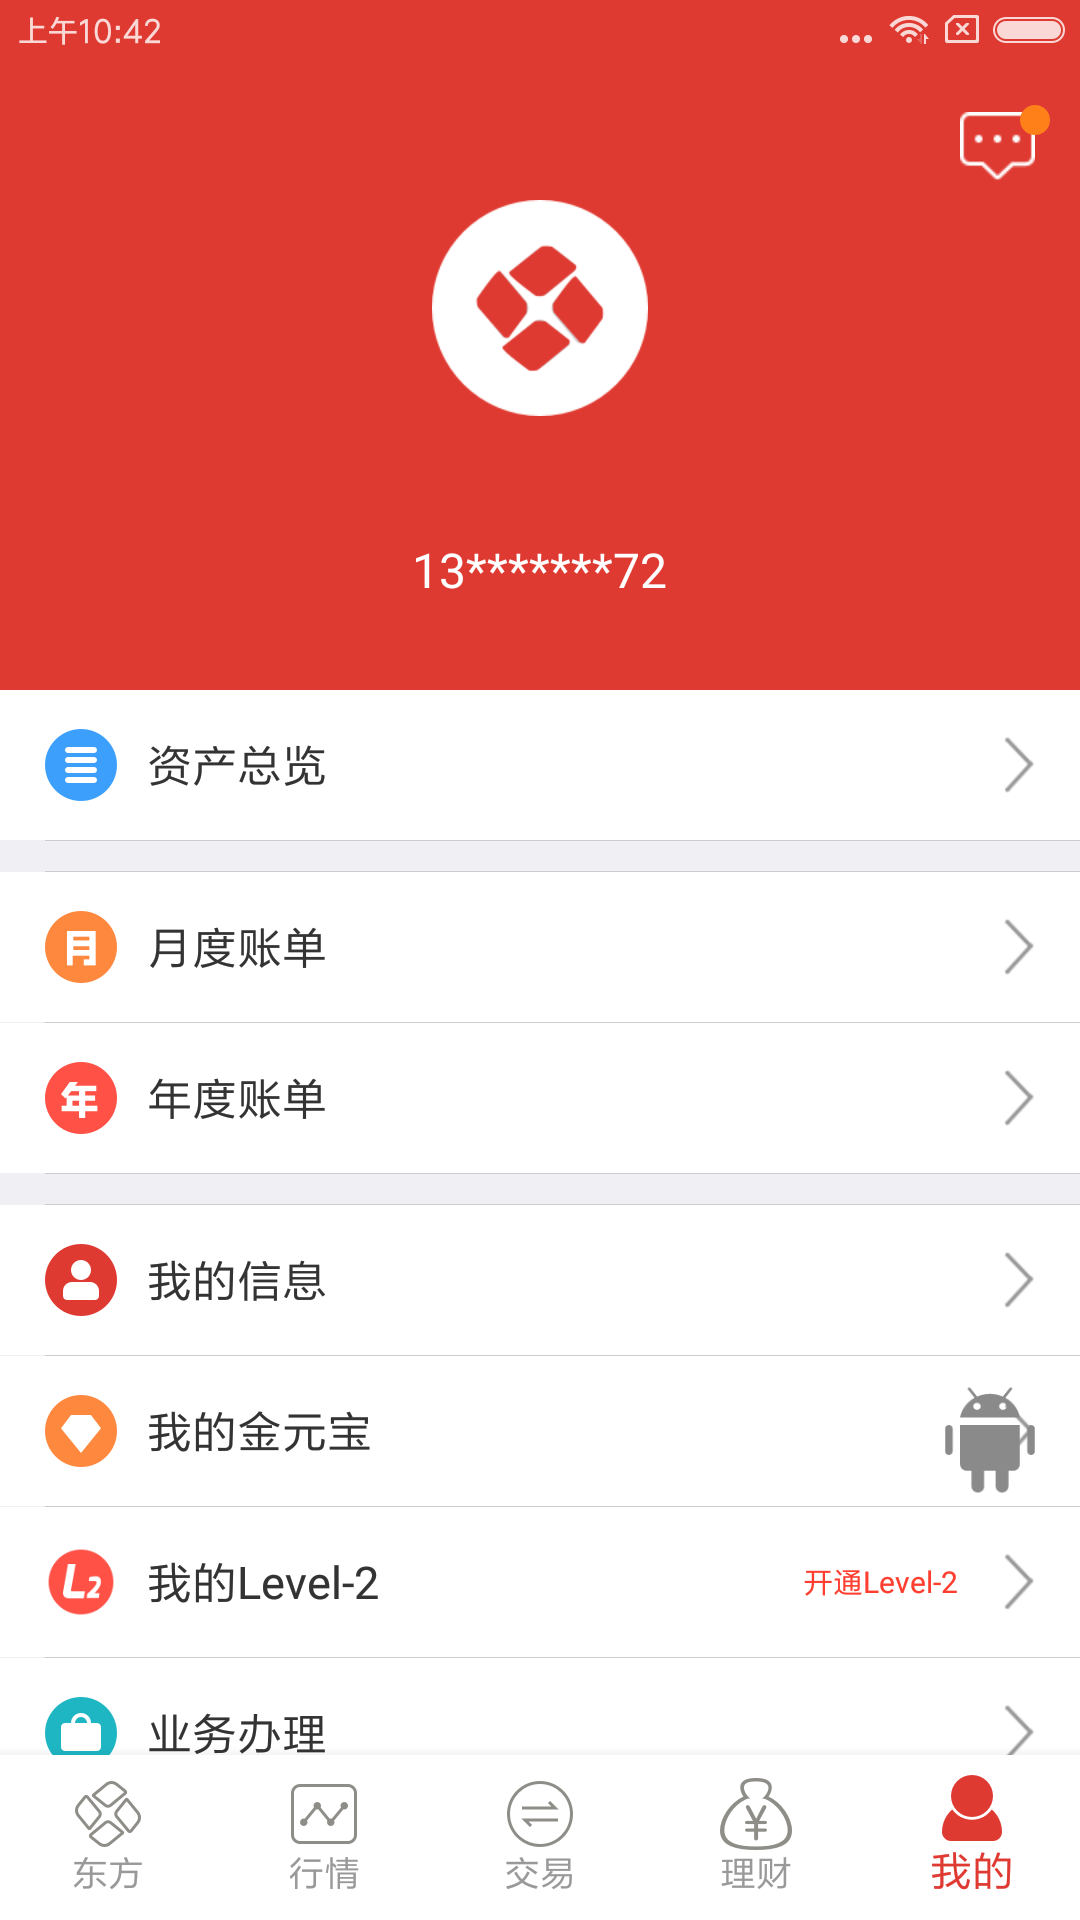 上午10:42
13*******72
资产总览
月 月度账单
年 年度账单
我的信息
我的金元宝
L2 我的Level-2 开通Level-2
业务办理
东方 行情 交易 理财 我的